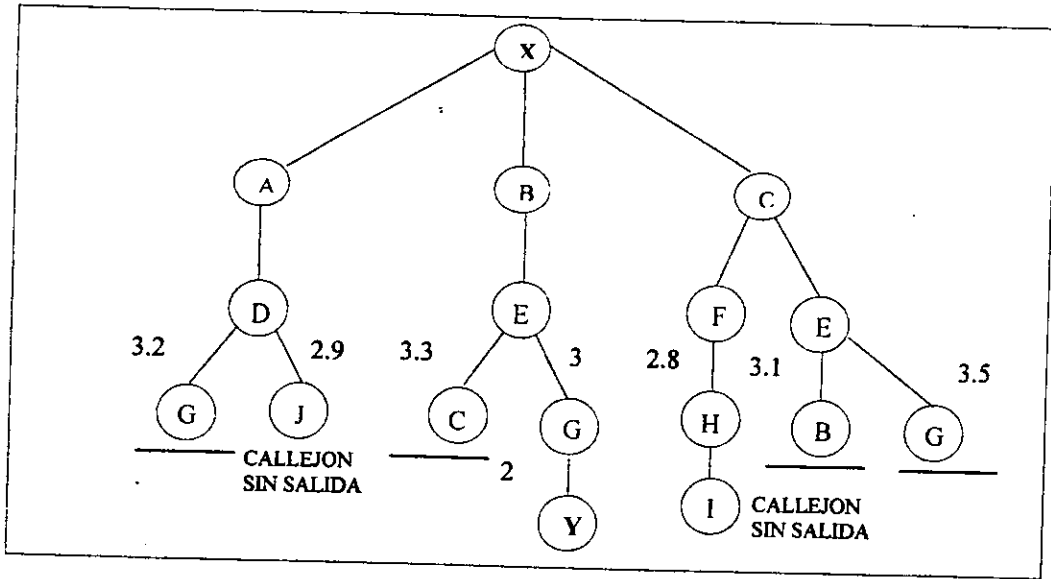 X
A B C
D E F E
3.2 2.9 3.3 3 2.8 3.1 3.5
G J C G H B G
CALLEJON
SIN SALIDA
2
Y I
CALLEJON
SIN SALIDA